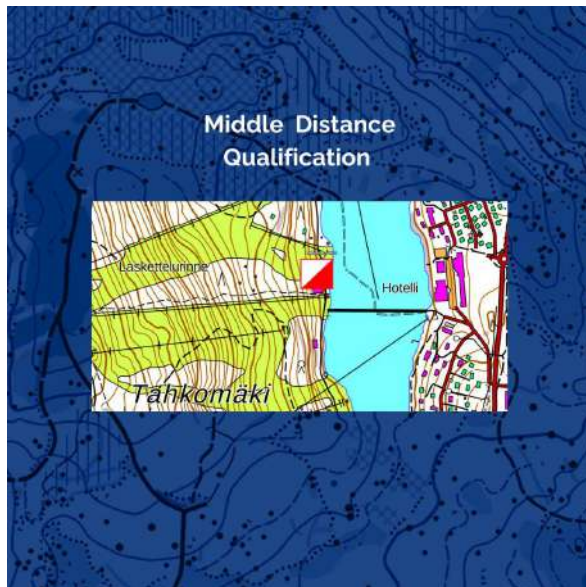 Middle Distance
Qualification
Laskettelurinne
Hotelli
Tahkomäki